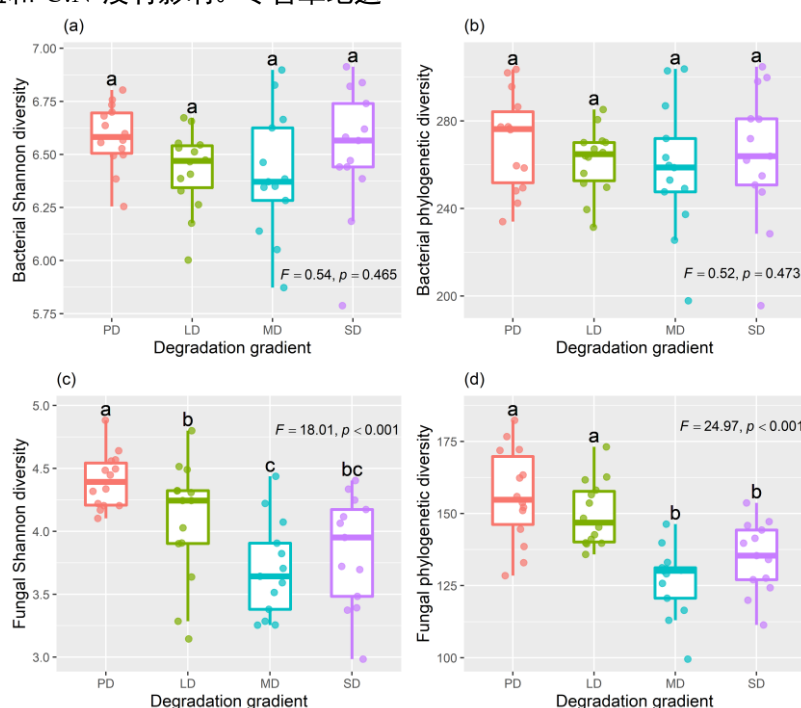 没有影响。
(a)
Bacterial Shannon diversity
7.00
6.75
6.50
6.25
6.00
5.75
a
a
a
a
F = 0.54, p = 0.465
PD
LD
MD
SD
Degradation gradient
(b)
Bacterial phylogenetic diversity
280
240
200
a
a
a
a
F = 0.52, p = 0.473
PD
LD
MD
SD
Degradation gradient
(c)
Fungal Shannon diversity
5.0
4.5
4.0
3.5
3.0
a
b
c
bc
F = 18.01, p < 0.001
PD
LD
MD
SD
Degradation gradient
(d)
Fungal phylogenetic diversity
175
150
125
100
a
a
b
b
F = 24.97, p < 0.001
PD
LD
MD
SD
Degradation gradient